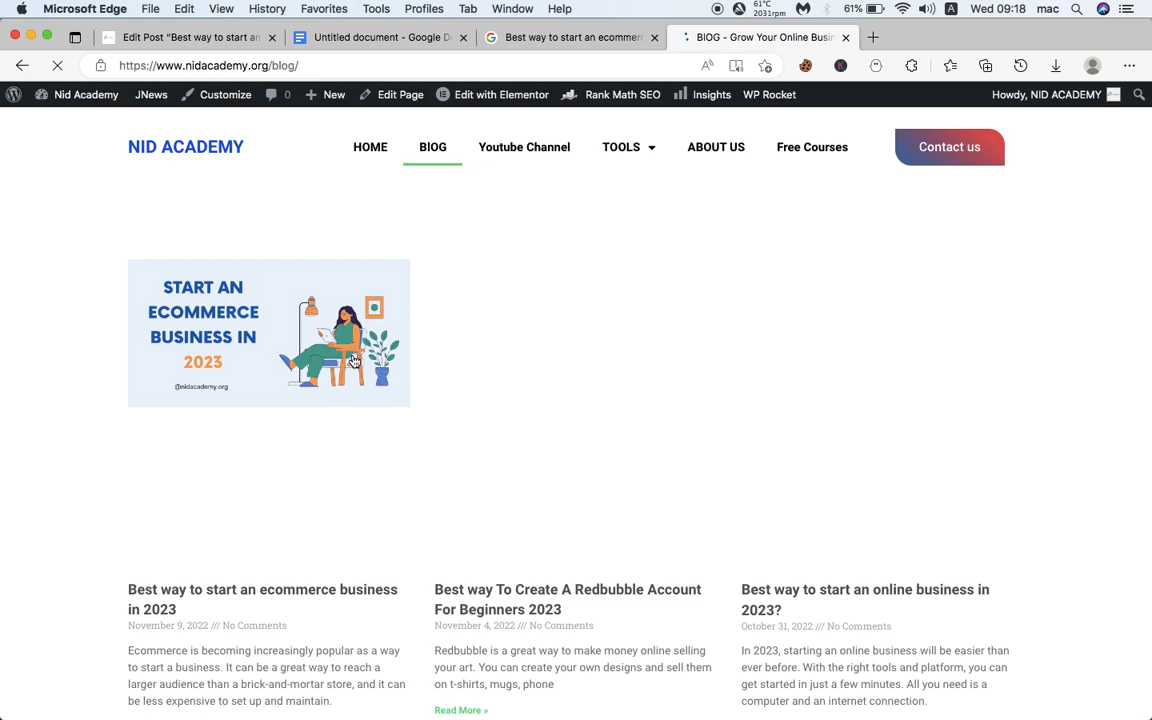 Microsoft Edge File Edit View History Favorites Tools Profiles Tab Window Help 61°C 2031rpm 61% A Wed 09:18 mac
Edit Post “Best way to start an Untitled document - Google D Best way to start an ecommerc BlOG - Grow Your Online Busin
https://www.nidacademy.org/blog/
Nid Academy JNews Customize 0 New Edit Page Edit with Elementor Rank Math SEO Insights WP Rocket Howdy, NID ACADEMY
NID ACADEMY HOME BlOG Youtube Channel TOOLS ABOUT US Free Courses Contact us
START AN
ECOMMERCE
BUSINESS IN
2023
@nidacademy.org
Best way to start an ecommerce business
in 2023
November 9, 2022 /// No Comments
Ecommerce is becoming increasingly popular as a way
to start a business. It can be a great way to reach a
larger audience than a brick-and-mortar store, and it can
be less expensive to set up and maintain.
Best way To Create A Redbubble Account
For Beginners 2023
November 4, 2022 /// No Comments
Redbubble is a great way to make money online selling
your art. You can create your own designs and sell them
on t-shirts, mugs, phone
Read More »
Best way to start an online business in
2023?
October 31, 2022 /// No Comments
In 2023, starting an online business will be easier than
ever before. With the right tools and platform, you can
get started in just a few minutes. All you need is a
computer and an internet connection.